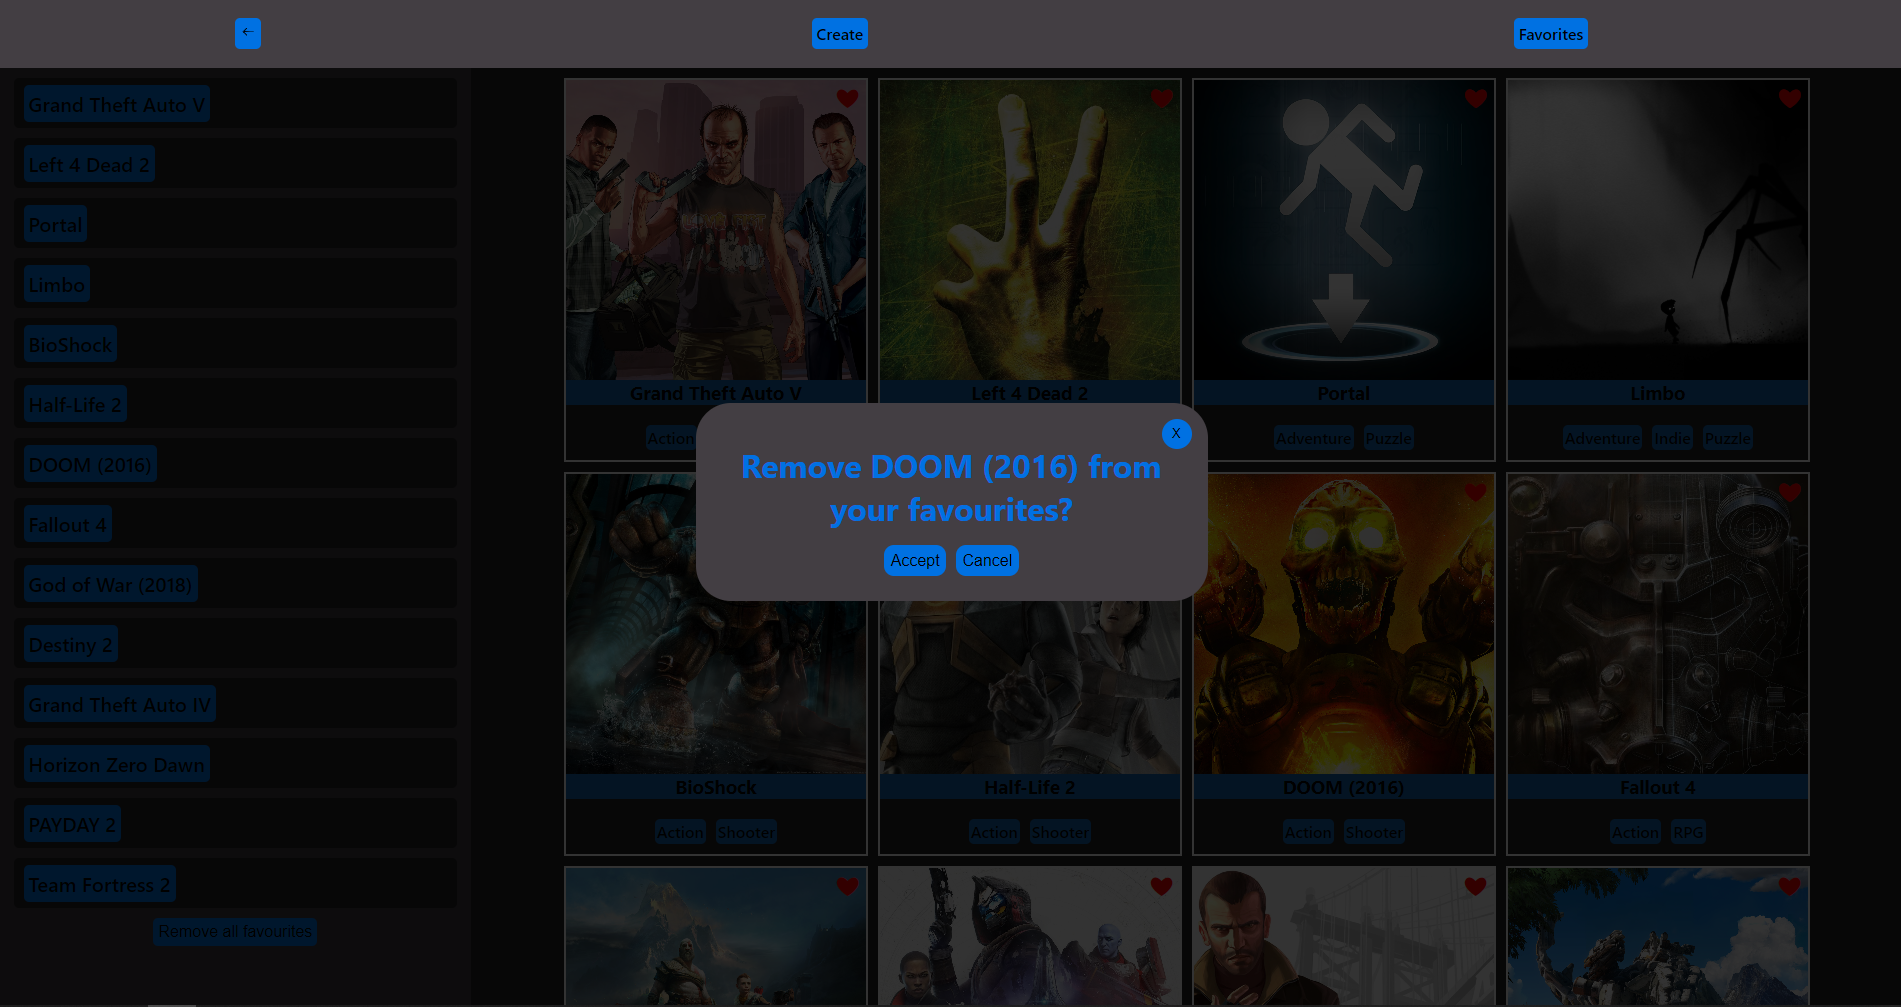 ←
Create
Favorites
Grand Theft Auto V
Left 4 Dead 2
Portal
Limbo
BioShock
Half-Life 2
DOOM (2016)
Fallout 4
God of War (2018)
Destiny 2
Grand Theft Auto IV
Horizon Zero Dawn
PAYDAY 2
Team Fortress 2
Remove all favourites
Grand Theft Auto V
Action
Left 4 Dead 2
Portal
Adventure Puzzle
Limbo
Adventure Indie Puzzle
X
Remove DOOM (2016) from
your favourites?
Accept Cancel
BioShock
Action Shooter
Half-Life 2
Action Shooter
DOOM (2016)
Action Shooter
Fallout 4
Action RPG